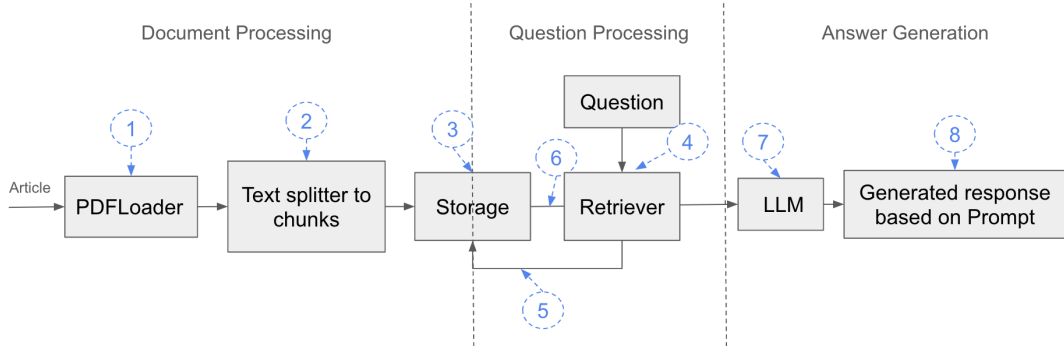 Document Processing
Question Processing
Answer Generation
1
2
3
4
5
6
7
8
Article
PDFLoader
Text splitter to
chunks
Storage
Question
Retriever
LLM
Generated response
based on Prompt